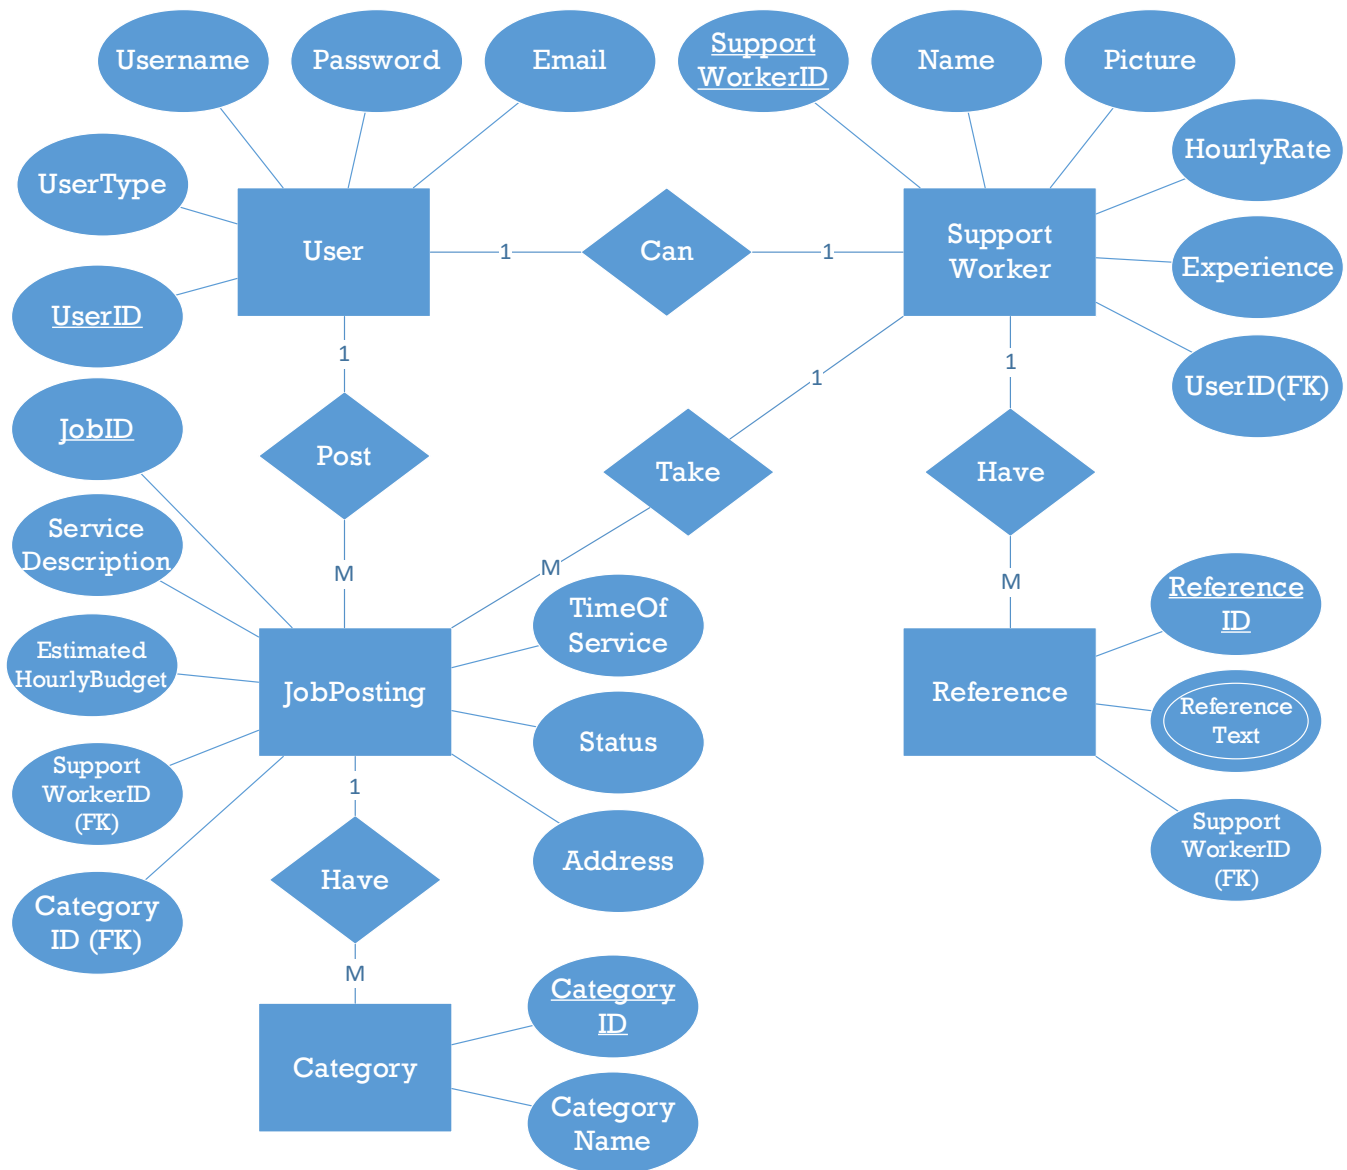 Username
Password
Email
Support
WorkerID
Name
Picture
UserType
HourlyRate
User
1
Can
1
Support
Worker
Experience
UserID
1
1
1
UserID(FK)
JobID
Post
Take
Have
Service
Description
M
M
M
TimeOf
Service
Reference
ID
Estimated
HourlyBudget
JobPosting
Reference
Reference
Text
Status
Support
WorkerID
(FK)
1
Address
Support
WorkerID
(FK)
Have
Category
ID (FK)
M
Category
ID
Category
Category
Name